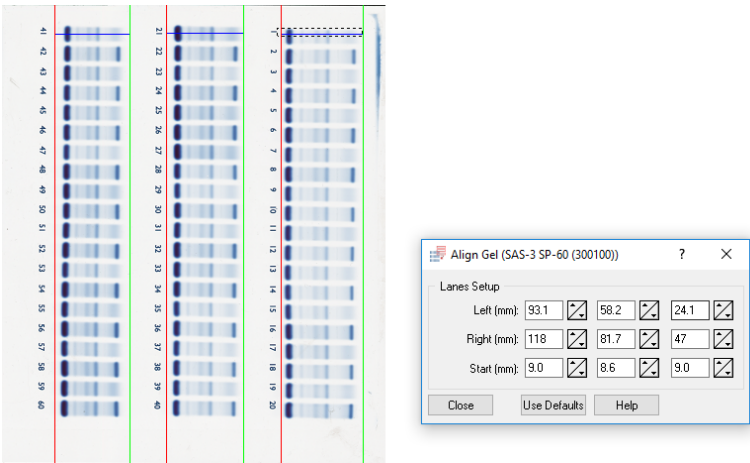 41 21 1
42 22 2
43 23 3
44 24 4
45 25 5
46 26 6
47 27 7
48 28 8
49 29 9
50 30 10
51 31 11
52 32 12
53 33 13
54 34 14
55 35 15
56 36 16
57 37 17
58 38 18
59 39 19
60 40 20
Align Gel (SAS-3 SP-60 (300100)) ? ×
Lanes Setup
Left (mm): 93.1 58.2 24.1
Right (mm): 118 81.7 47
Start (mm): 9.0 8.6 9.0
Close Use Defaults Help